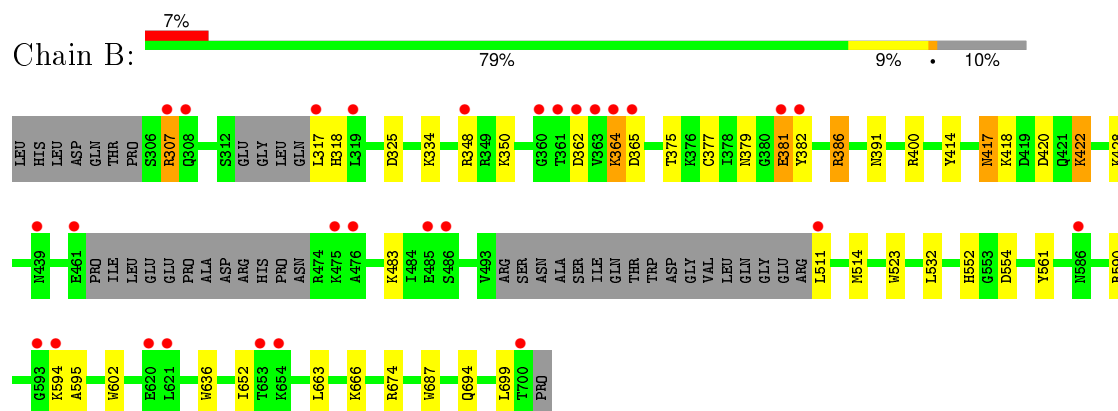 7%
Chain B:
79% 9% • 10%
LEU HIS LEU ASP GLN THR PRO S306 R307 Q308 S312 GLU GLY LEU GLN L317 H318 L319 D325 K334 R348 R349 K350 G360 T361 D362 V363 K364 D365 T375 K376 C377 I378 N379 G380 E381 Y382 R386 N391 R400 Y414 N417 K418 D419 D420 Q421 K422
N439 E461 PRO ILE LEU GLU GLU PRO ALA ASP ARG HIS PRO ASN R474 K475 A476 K483 I484 E485 S486 V493 ARG SER ASN ALA SER ILE GLN THR TRP ASP GLY VAL LEU GLN GLY GLU ARG L511 M514 W523 L532 H552 G553 D554 Y561 N586
G593 K594 A595 W602 E620 L621 W636 I652 T653 K654 L663 K666 R674 W687 Q694 L699 T700 PRO